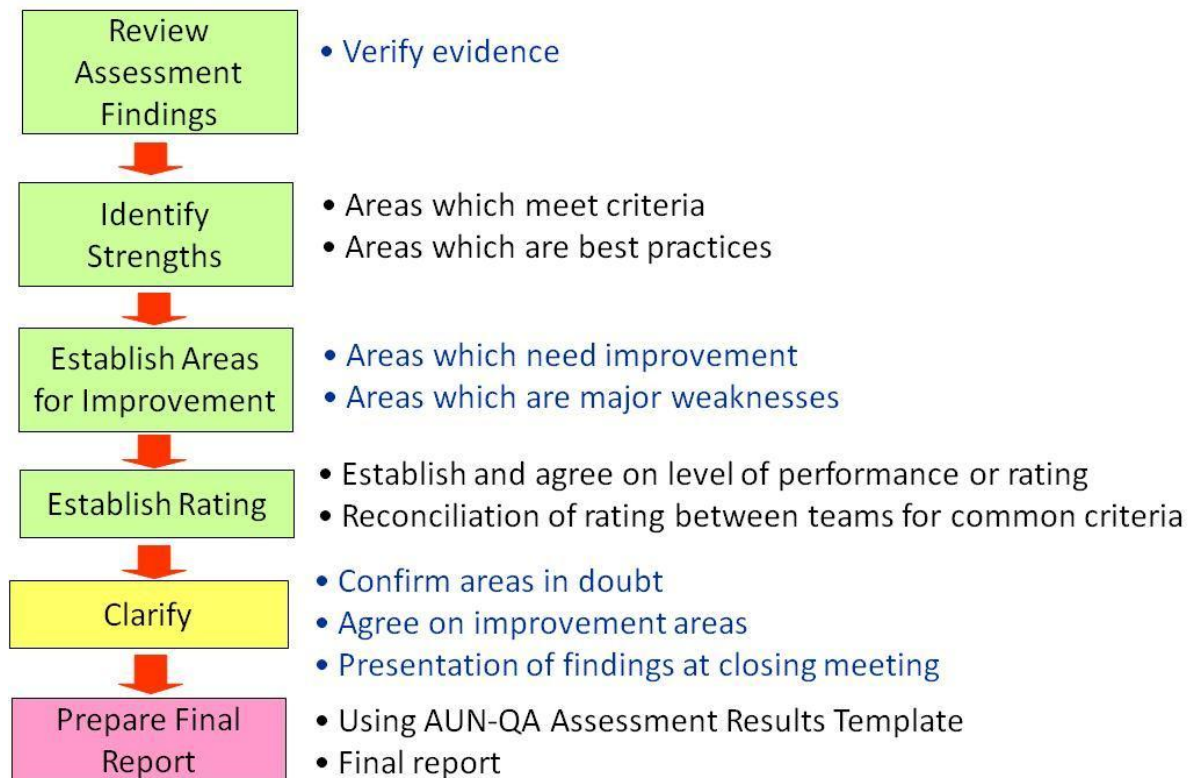 Review
Assessment
Findings
• Verify evidence
Identify
Strengths
• Areas which meet criteria
• Areas which are best practices
Establish Areas
for Improvement
• Areas which need improvement
• Areas which are major weaknesses
Establish Rating
• Establish and agree on level of performance or rating
• Reconciliation of rating between teams for common criteria
Clarify
• Confirm areas in doubt
• Agree on improvement areas
• Presentation of findings at closing meeting
Prepare Final
Report
• Using AUN-QA Assessment Results Template
• Final report